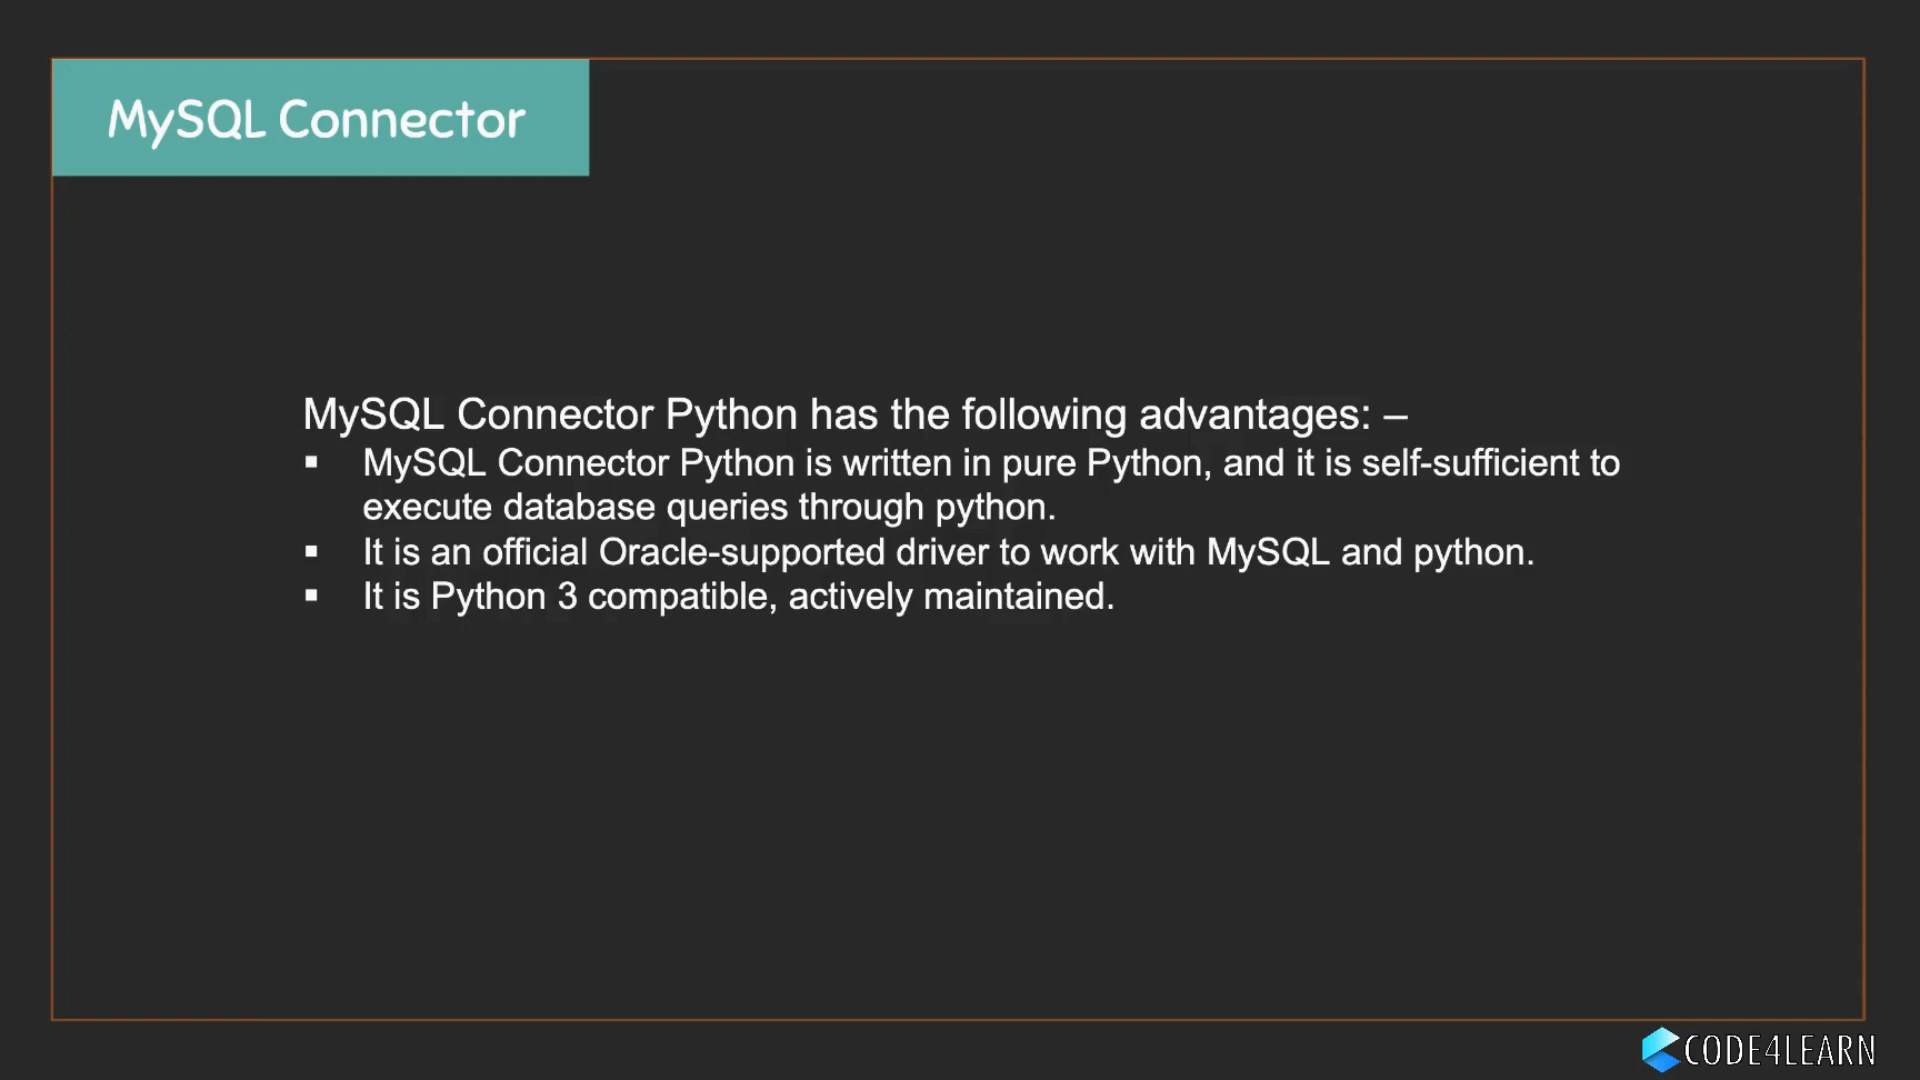 MySQL Connector
MySQL Connector Python has the following advantages: –
▪ MySQL Connector Python is written in pure Python, and it is self-sufficient to
execute database queries through python.
▪ It is an official Oracle-supported driver to work with MySQL and python.
▪ It is Python 3 compatible, actively maintained.
CODE4LEARN